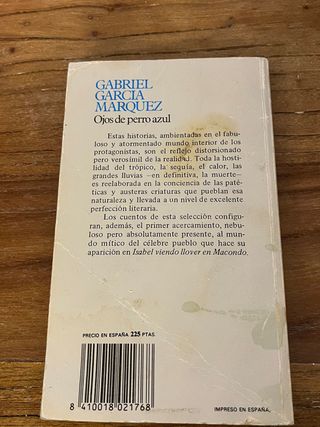 GABRIEL
GARCIA
MARQUEZ
Ojos de perro azul
Estas historias, ambientadas en el fabu-
loso y atormentado mundo interior de los
protagonistas, son el reflejo distorsionado
pero verosímil de la realidad. Toda la hosti-
lidad del trópico, la sequía, el calor, las
grandes lluvias —en definitiva, la muerte—
es reelaborada en la conciencia de las paté-
ticas y austeras criaturas que pueblan esa
naturaleza y llevada a un nivel de excelente
perfección literaria.
Los cuentos de esta selección configu-
ran, además, el primer acercamiento, nebu-
loso pero absolutamente presente, al mun-
do mítico del célebre pueblo que hace su
aparición en Isabel viendo llover en Macondo.
PRECIO EN ESPAÑA 225 PTAS.
8 410018 021768
IMPRESO EN ESPAÑA.